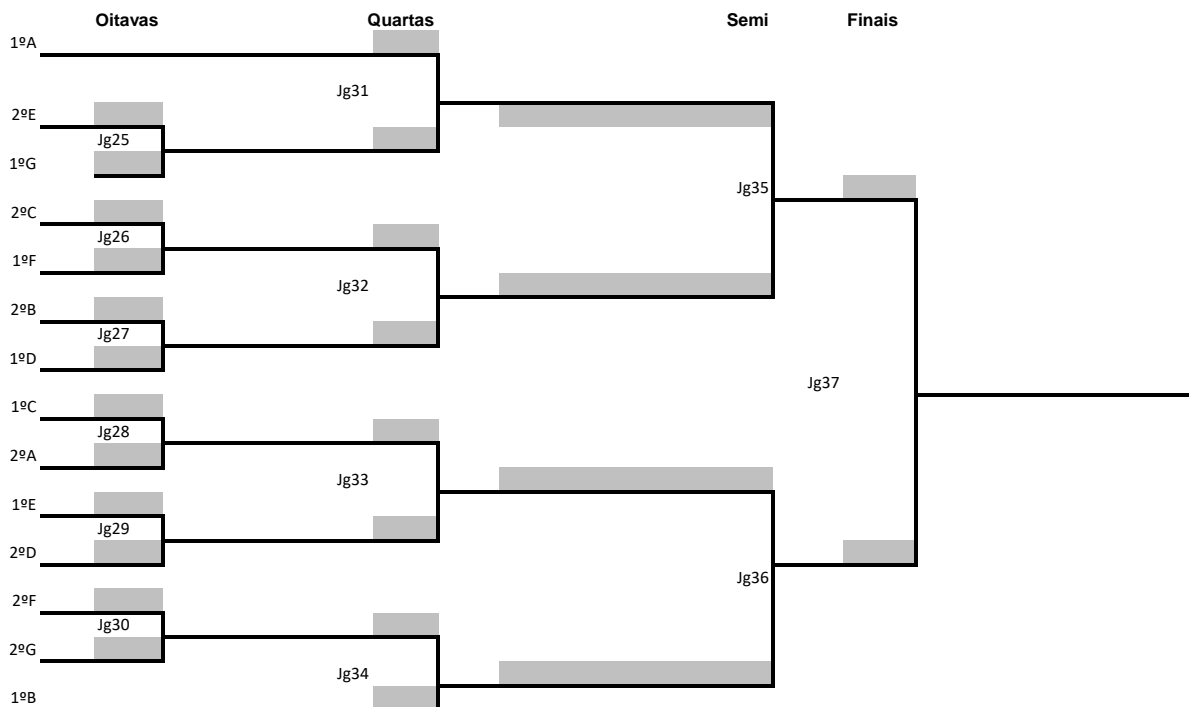 Oitavas Quartas Semi Finais
1ºA
Jg31
2ºE
Jg25
1ºG
Jg35
2ºC
Jg26
1ºF
Jg32
2ºB
Jg27
1ºD
Jg37
1ºC
Jg28
2ºA
Jg33
1ºE
Jg29
2ºD
Jg36
2ºF
Jg30
2ºG
Jg34
1ºB